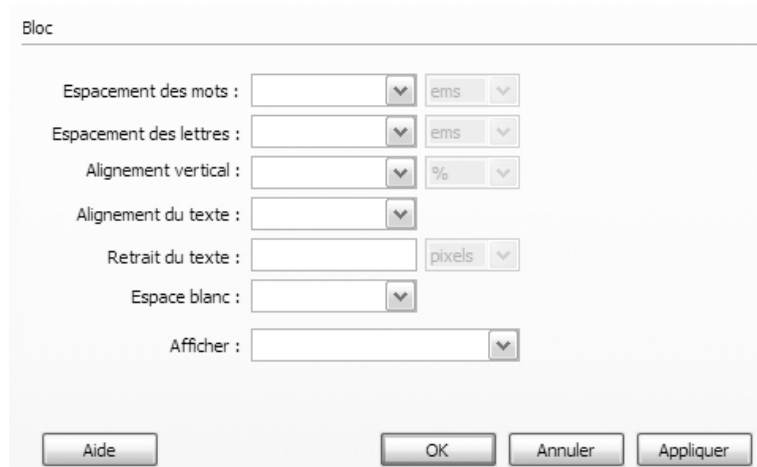 Bloc
Espacement des mots : ems
Espacement des lettres : ems
Alignement vertical : %
Alignement du texte :
Retrait du texte : pixels
Espace blanc :
Afficher :
Aide OK Annuler Appliquer